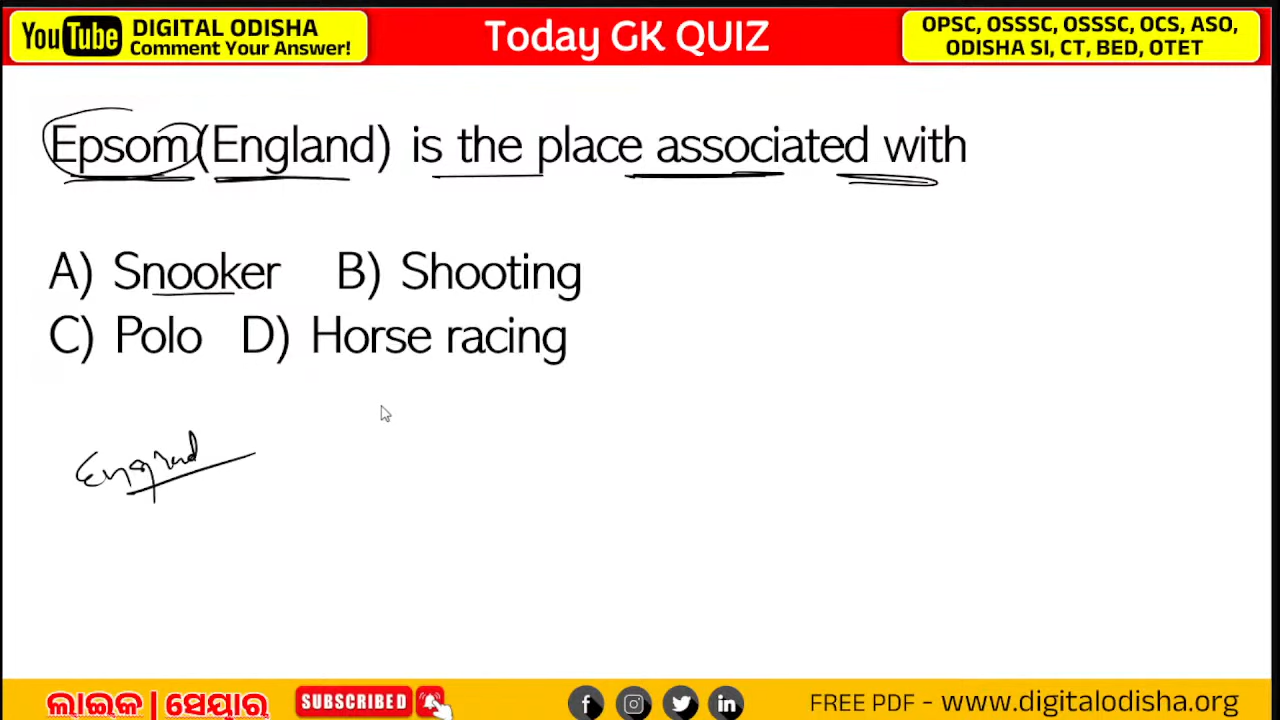 YouTube DIGITAL ODISHA
Comment Your Answer!
Today GK QUIZ
OPSC, OSSSC, OSSSC, OCS, ASO,
ODISHA SI, CT, BED, OTET
Epsom (England) is the place associated with
A) Snooker B) Shooting
C) Polo D) Horse racing
ଲାଇକ | ସେୟାର SUBSCRIBED FREE PDF - www.digitalodisha.org